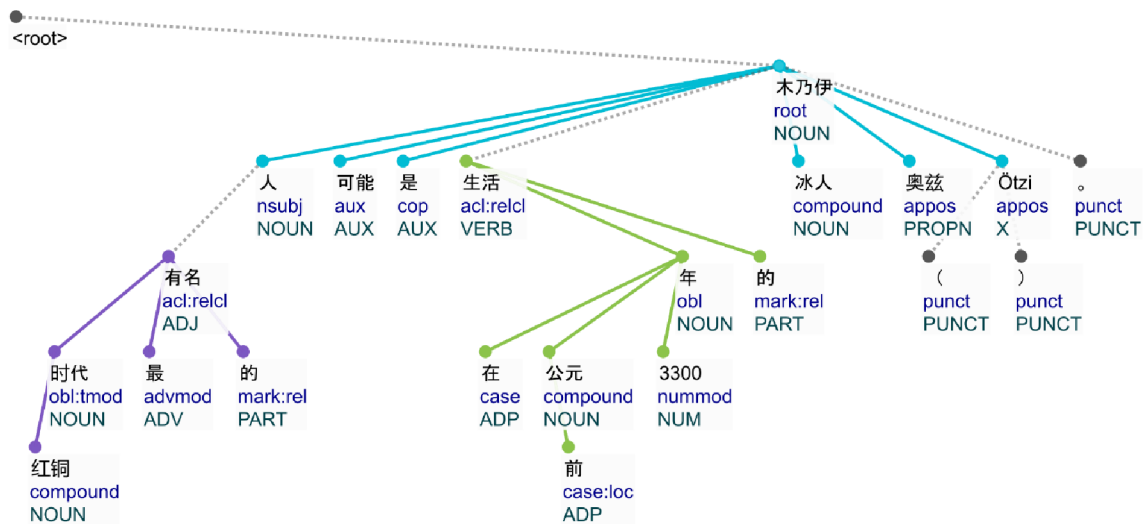 <root>
木乃伊
root
NOUN
人 可能 是 生活 冰人 奥兹 Ötzi 。
nsubj aux cop acl:relcl compound appos appos punct
NOUN AUX AUX VERB NOUN PROPN X PUNCT
有名 年 的 （ ）
acl:relcl obl mark:rel punct punct
ADJ NOUN PART PUNCT PUNCT
时代 最 的 在 公元 3300
obl:tmod advmod mark:rel case compound nummod
NOUN ADV PART ADP NOUN NUM
红铜 前
compound case:loc
NOUN ADP